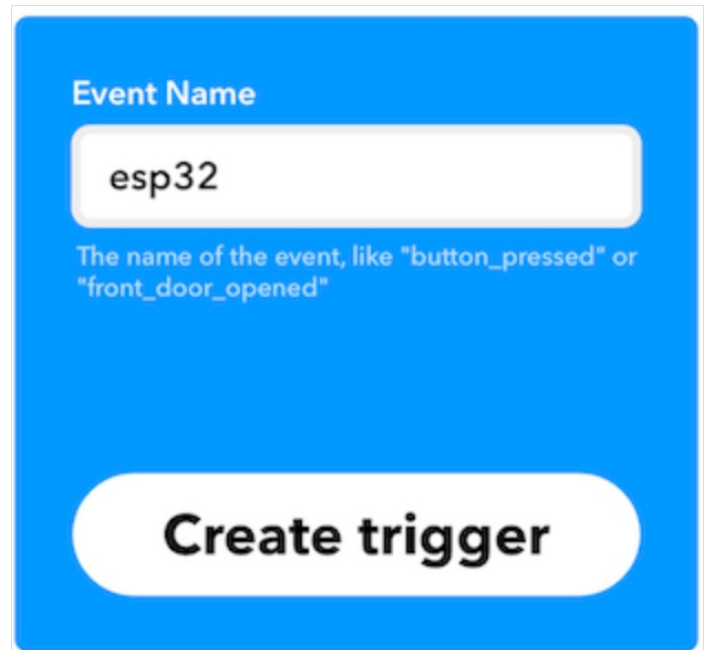 Event Name
esp32
The name of the event, like "button_pressed" or
"front_door_opened"
Create trigger